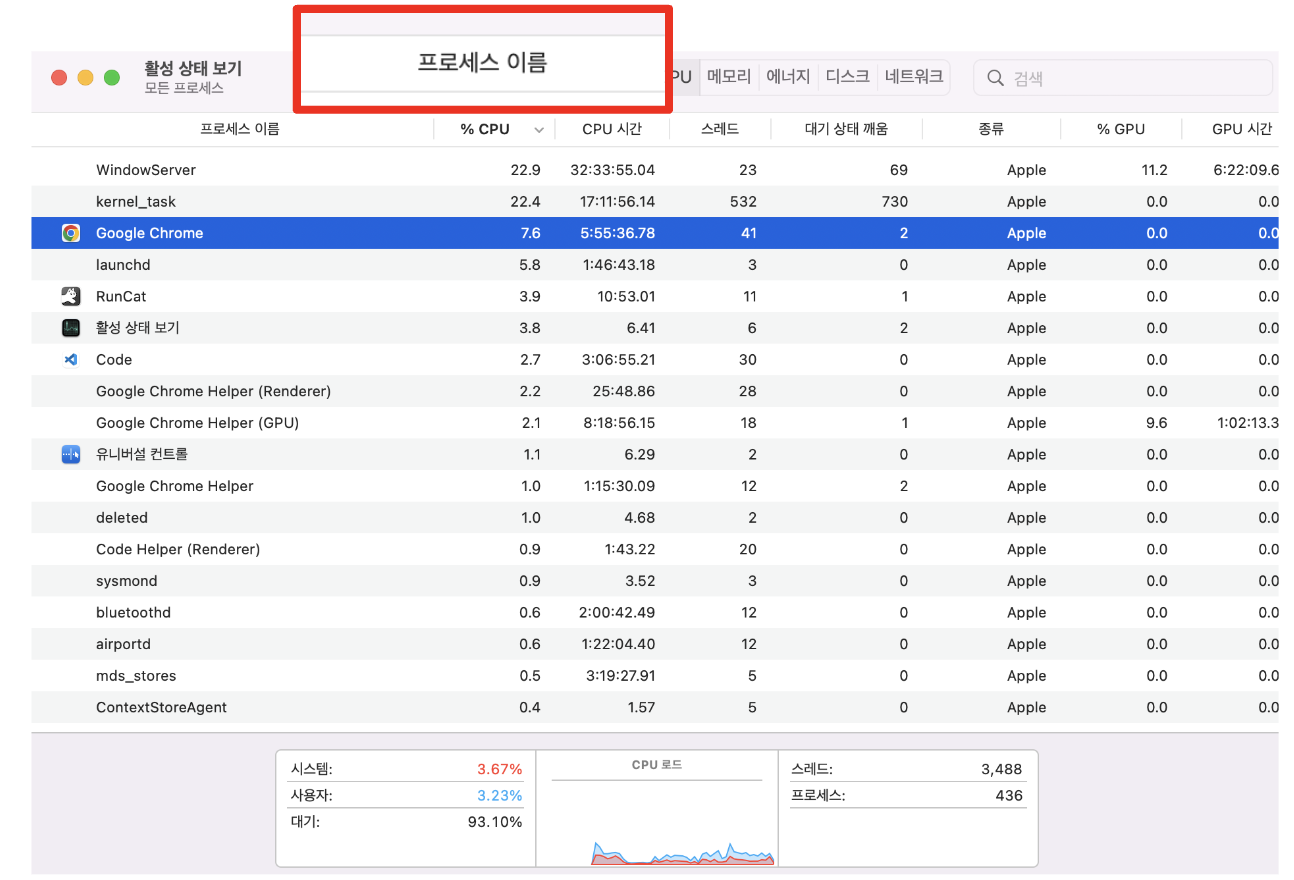 프로세스 이름
활성 상태 보기
모든 프로세스
PU 메모리 에너지 디스크 네트워크 검색
프로세스 이름 % CPU CPU 시간 스레드 대기 상태 깨움 종류 % GPU GPU 시간
WindowServer 22.9 32:33:55.04 23 69 Apple 11.2 6:22:09.6
kernel_task 22.4 17:11:56.14 532 730 Apple 0.0 0.0
Google Chrome 7.6 5:55:36.78 41 2 Apple 0.0 0.0
launchd 5.8 1:46:43.18 3 0 Apple 0.0 0.0
RunCat 3.9 10:53.01 11 1 Apple 0.0 0.0
활성 상태 보기 3.8 6.41 6 2 Apple 0.0 0.0
Code 2.7 3:06:55.21 30 0 Apple 0.0 0.0
Google Chrome Helper (Renderer) 2.2 25:48.86 28 0 Apple 0.0 0.0
Google Chrome Helper (GPU) 2.1 8:18:56.15 18 1 Apple 9.6 1:02:13.3
유니버설 컨트롤 1.1 6.29 2 0 Apple 0.0 0.0
Google Chrome Helper 1.0 1:15:30.09 12 2 Apple 0.0 0.0
deleted 1.0 4.68 2 0 Apple 0.0 0.0
Code Helper (Renderer) 0.9 1:43.22 20 0 Apple 0.0 0.0
sysmond 0.9 3.52 3 0 Apple 0.0 0.0
bluetoothd 0.6 2:00:42.49 12 0 Apple 0.0 0.0
airportd 0.6 1:22:04.40 12 0 Apple 0.0 0.0
mds_stores 0.5 3:19:27.91 5 0 Apple 0.0 0.0
ContextStoreAgent 0.4 1.57 5 0 Apple 0.0 0.0
시스템: 3.67% CPU 로드 스레드: 3,488
사용자: 3.23% 프로세스: 436
대기: 93.10%